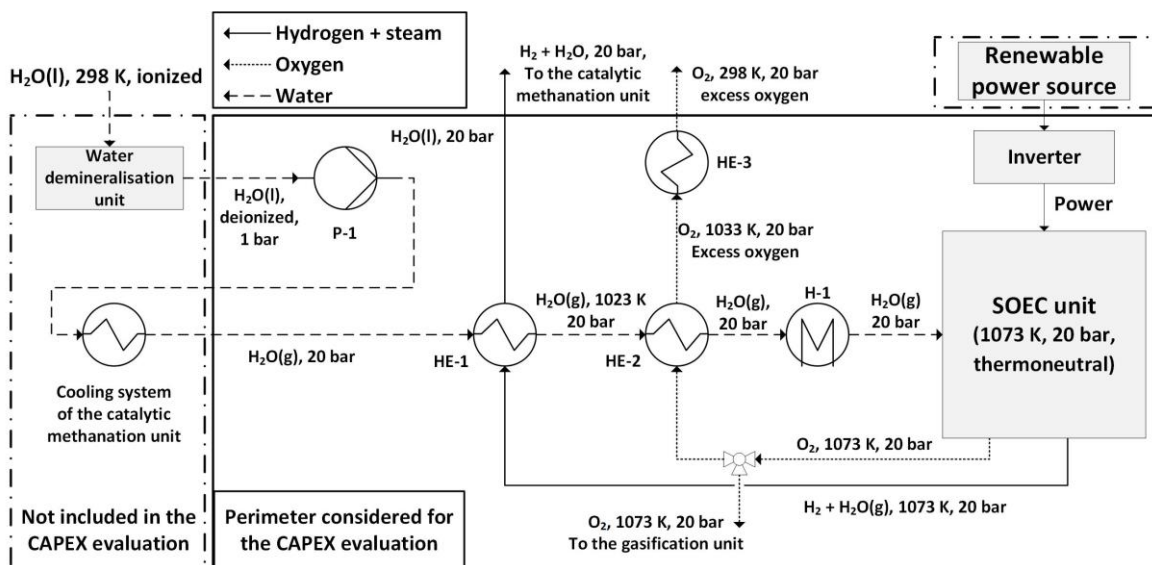 Hydrogen + steam
Oxygen
Water
H₂O(l), 298 K, ionized
Water
demineralisation
unit
H₂O(l),
deionized,
1 bar
P-1
H₂O(l), 20 bar
H₂ + H₂O, 20 bar,
To the catalytic
methanation unit
O₂, 298 K, 20 bar
excess oxygen
HE-3
Renewable
power source
Inverter
Power
O₂, 1033 K, 20 bar
Excess oxygen
SOEC unit
(1073 K, 20 bar,
thermoneutral)
Cooling system
of the catalytic
methanation unit
H₂O(g), 20 bar
HE-1
H₂O(g), 1023 K
20 bar
HE-2
H₂O(g),
20 bar
H-1
H₂O(g)
20 bar
O₂, 1073 K, 20 bar
H₂ + H₂O(g), 1073 K, 20 bar
O₂, 1073 K, 20 bar
To the gasification unit
Not included in the
CAPEX evaluation
Perimeter considered for
the CAPEX evaluation